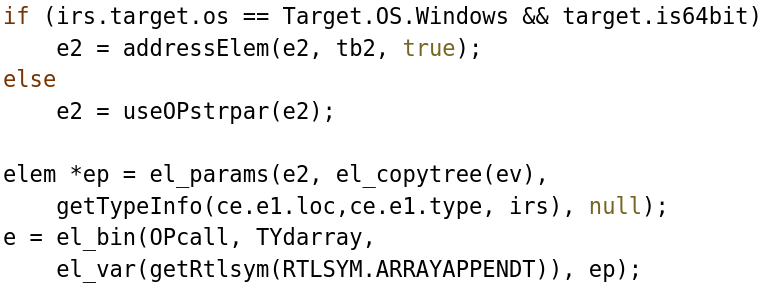 if (irs.target.os == Target.OS.Windows && target.is64bit)
    e2 = addressElem(e2, tb2, true);
else
    e2 = useOPstrpar(e2);

elem *ep = el_params(e2, el_copytree(ev),
    getTypeInfo(ce.e1.loc,ce.e1.type, irs), null);
e = el_bin(OPcall, TYdarray,
    el_var(getRtlsym(RTLSYM.ARRAYAPPENDT)), ep);